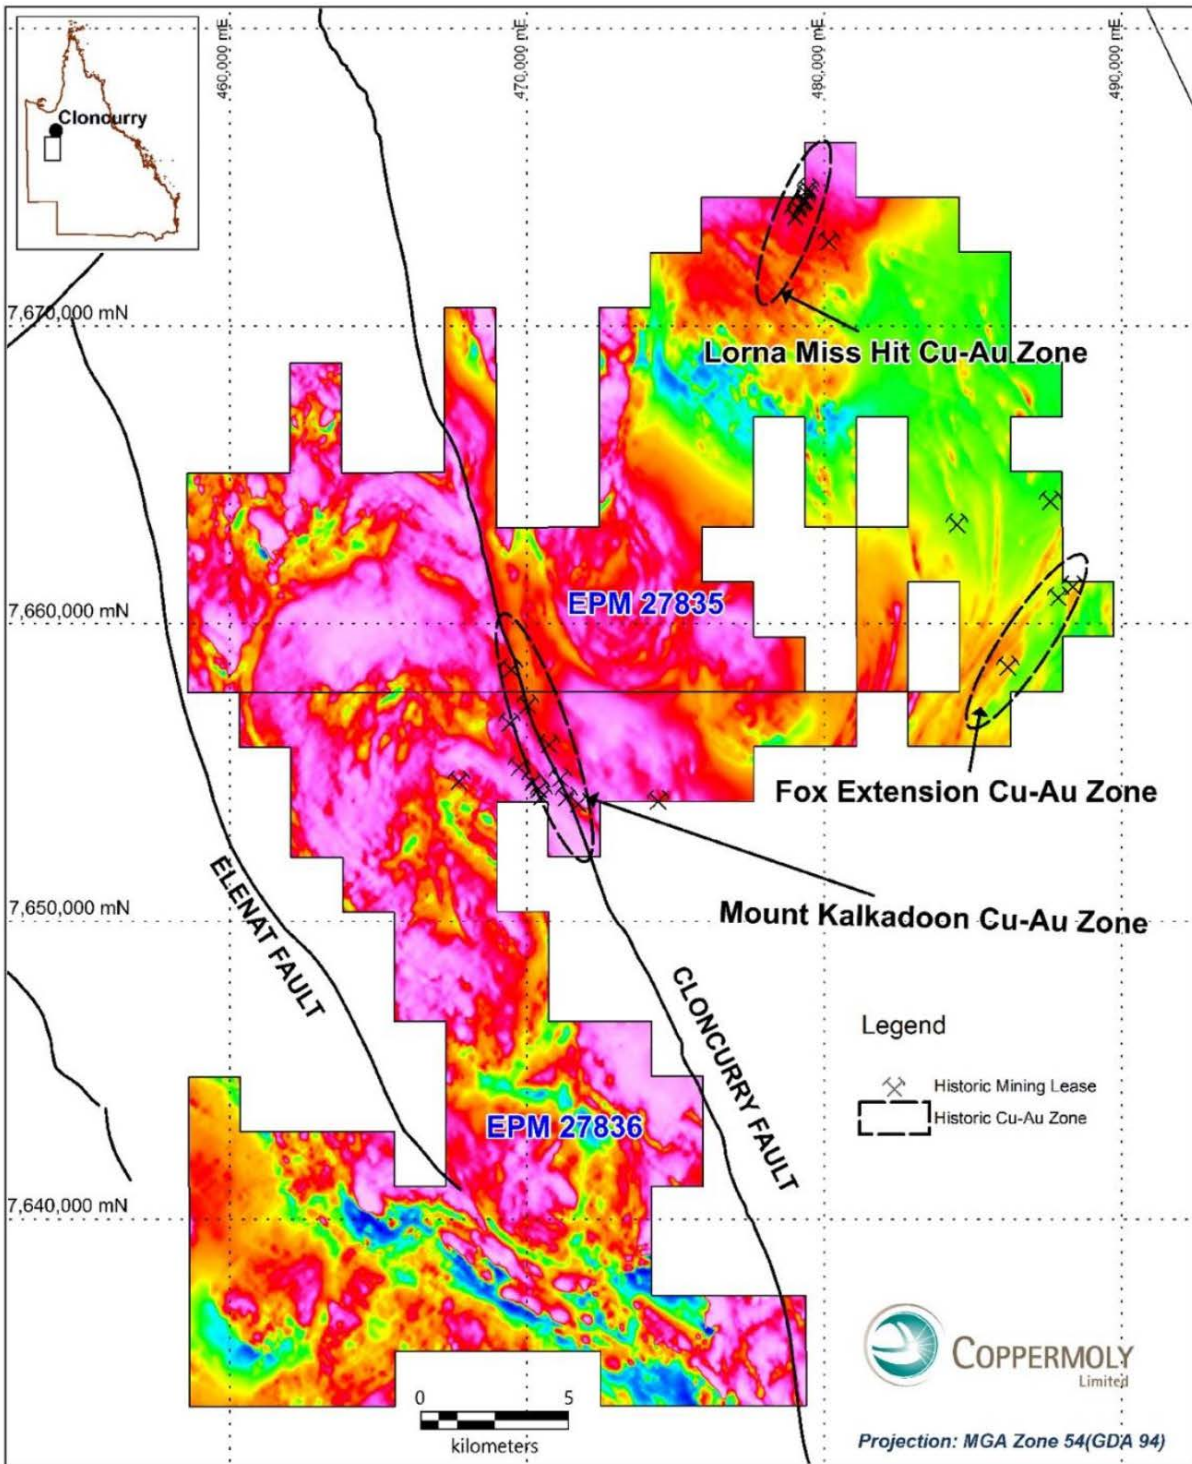 460,000 mE
470,000 mE
480,000 mE
490,000 mE
Cloncurry
7,670,000 mN
Lorna Miss Hit Cu-Au Zone
EPM 27835
7,660,000 mN
Fox Extension Cu-Au Zone
ELENAT FAULT
7,650,000 mN
Mount Kalkadoon Cu-Au Zone
CLONCURRY FAULT
Legend
Historic Mining Lease
Historic Cu-Au Zone
EPM 27836
7,640,000 mN
COPPERMOLY
Limited
0 5
kilometers
Projection: MGA Zone 54(GDA 94)